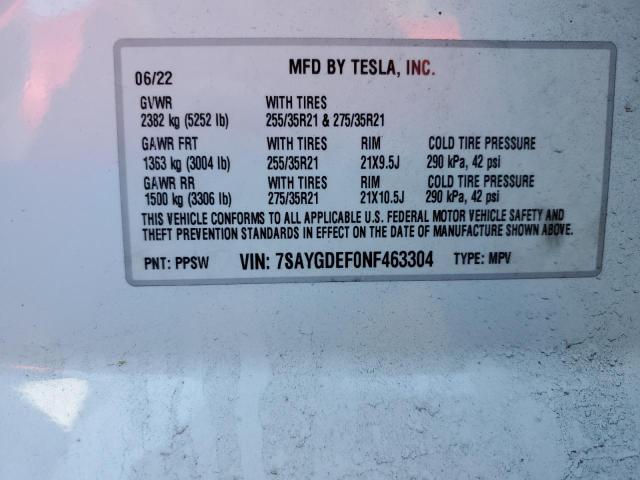 06/22 MFD BY TESLA, INC.
GVWR WITH TIRES
2382 kg (5252 lb) 255/35R21 & 275/35R21
GAWR FRT WITH TIRES RIM COLD TIRE PRESSURE
1363 kg (3004 lb) 255/35R21 21X9.5J 290 kPa, 42 psi
GAWR RR WITH TIRES RIM COLD TIRE PRESSURE
1500 kg (3306 lb) 275/35R21 21X10.5J 290 kPa, 42 psi
THIS VEHICLE CONFORMS TO ALL APPLICABLE U.S. FEDERAL MOTOR VEHICLE SAFETY AND
THEFT PREVENTION STANDARDS IN EFFECT ON THE DATE OF MANUFACTURE SHOWN ABOVE.
PNT: PPSW VIN: 7SAYGDEF0NF463304 TYPE: MPV